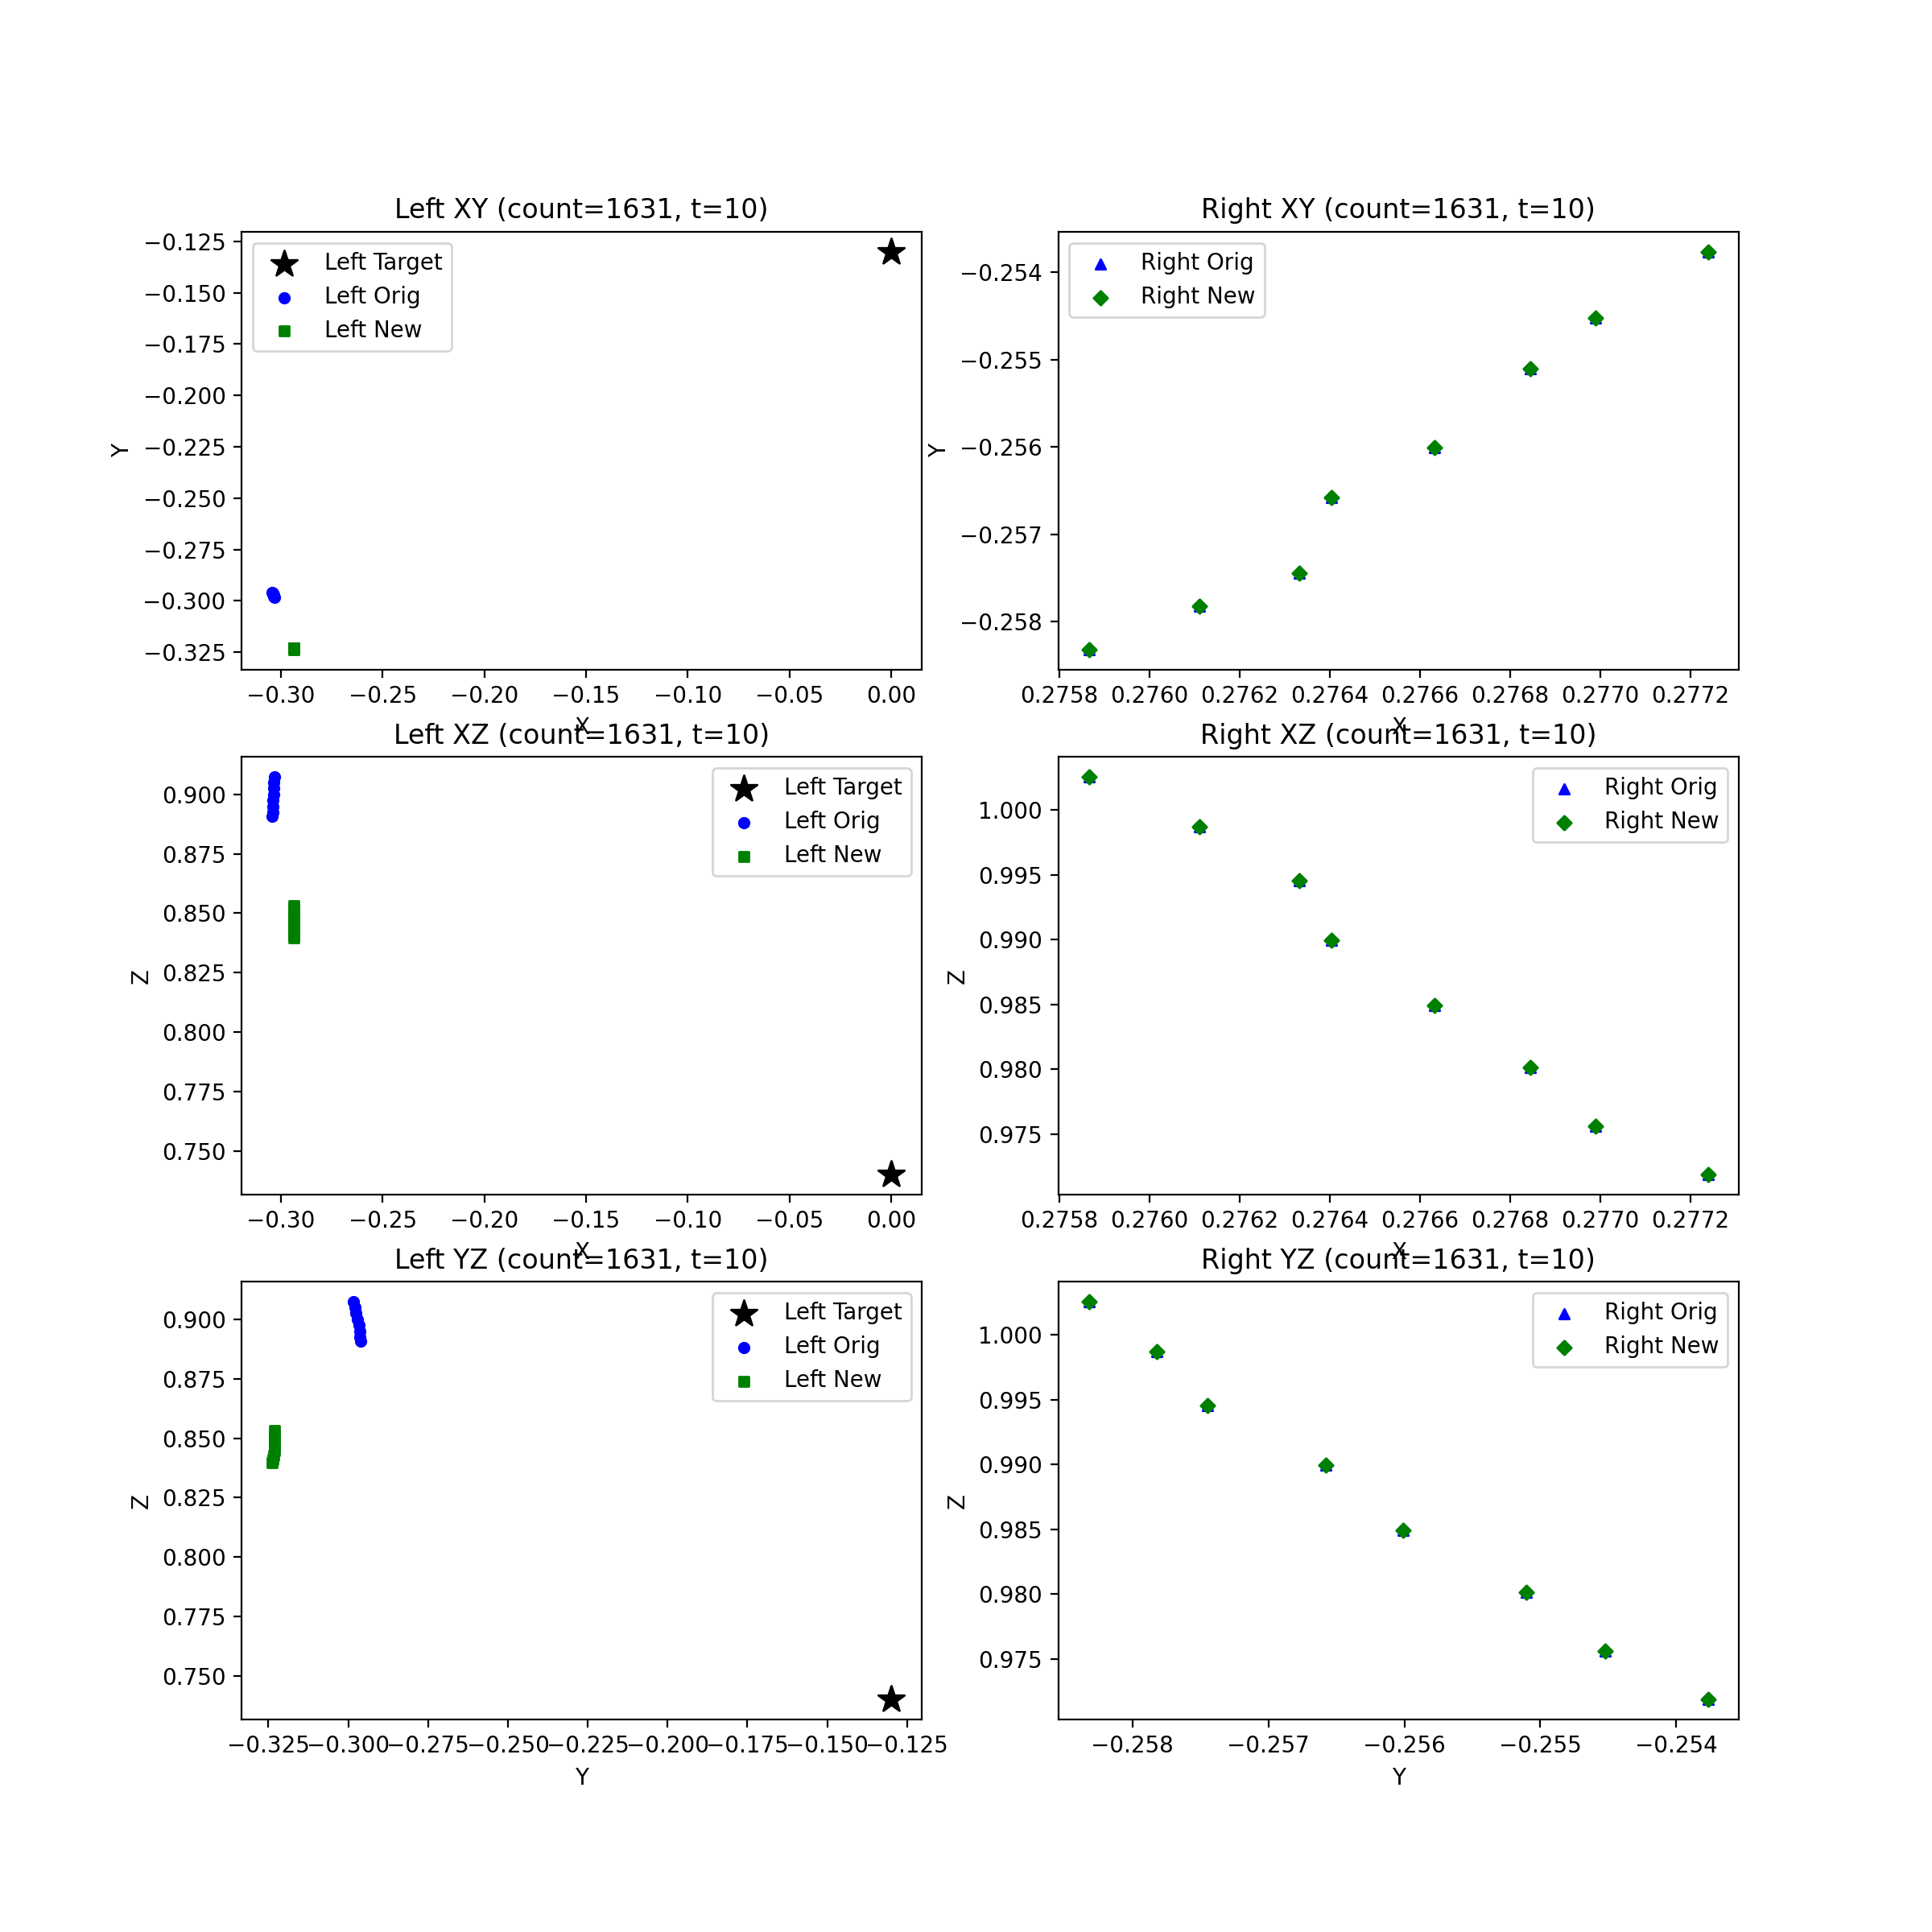 Left XY (count=1631, t=10)
−0.125
−0.150
−0.175
−0.200
−0.225
−0.250
−0.275
−0.300
−0.325
Y
Left Target
Left Orig
Left New
−0.30 −0.25 −0.20 −0.15 −0.10 −0.05 0.00
X
Right XY (count=1631, t=10)
−0.254
−0.255
−0.256
−0.257
−0.258
Y
Right Orig
Right New
0.2758 0.2760 0.2762 0.2764 0.2766 0.2768 0.2770 0.2772
X
Left XZ (count=1631, t=10)
0.900
0.875
0.850
0.825
0.800
0.775
0.750
Z
Left Target
Left Orig
Left New
−0.30 −0.25 −0.20 −0.15 −0.10 −0.05 0.00
X
Right XZ (count=1631, t=10)
1.000
0.995
0.990
0.985
0.980
0.975
Z
Right Orig
Right New
0.2758 0.2760 0.2762 0.2764 0.2766 0.2768 0.2770 0.2772
X
Left YZ (count=1631, t=10)
0.900
0.875
0.850
0.825
0.800
0.775
0.750
Z
Left Target
Left Orig
Left New
−0.325 −0.300 −0.275 −0.250 −0.225 −0.200 −0.175 −0.150 −0.125
Y
Right YZ (count=1631, t=10)
1.000
0.995
0.990
0.985
0.980
0.975
Z
Right Orig
Right New
−0.258 −0.257 −0.256 −0.255 −0.254
Y